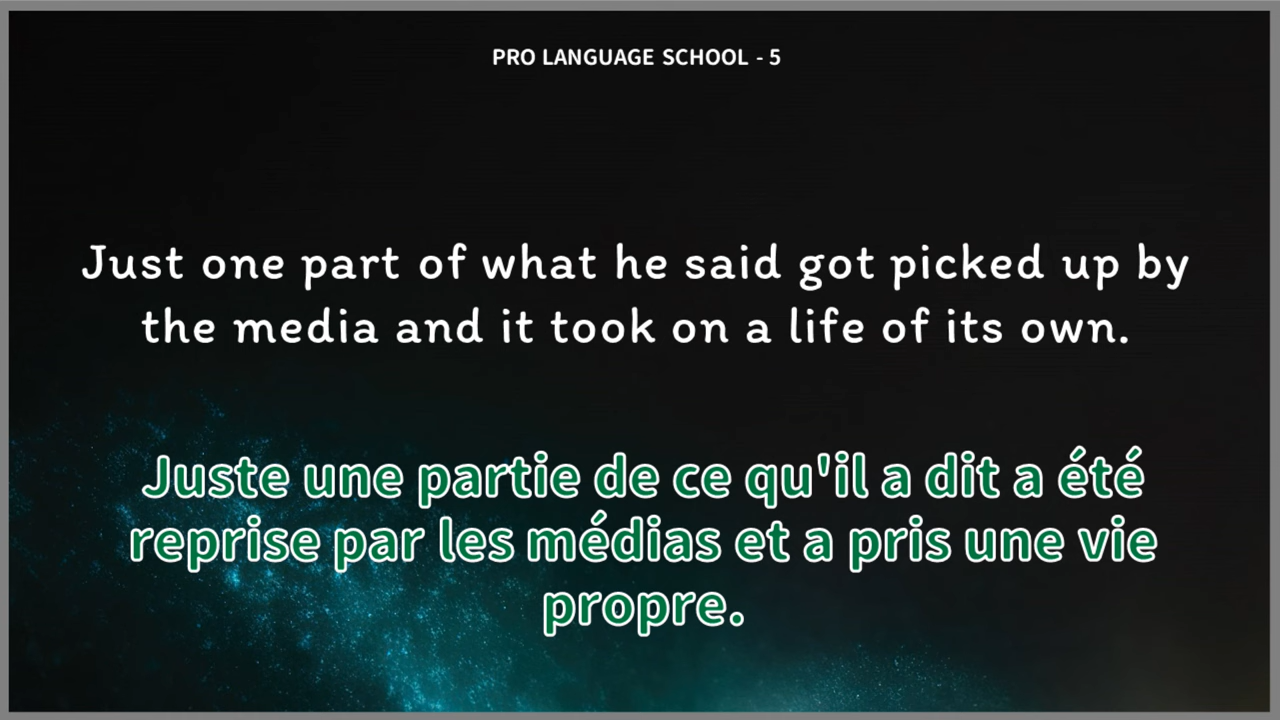 PRO LANGUAGE SCHOOL - 5
Just one part of what he said got picked up by
the media and it took on a life of its own.
Juste une partie de ce qu'il a dit a été
reprise par les médias et a pris une vie
propre.